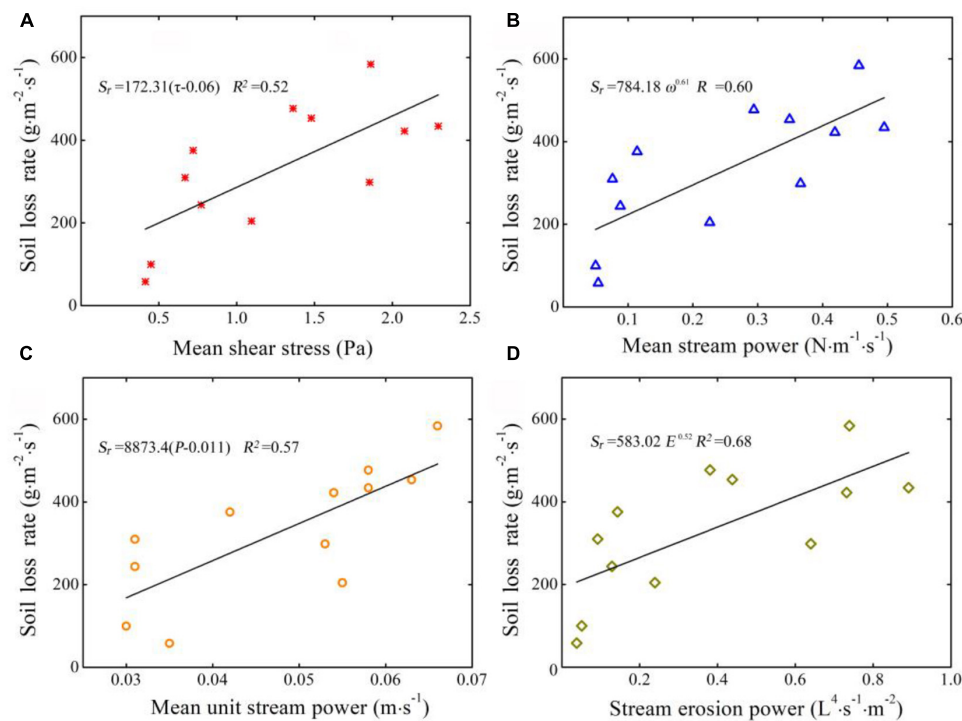 A
Soil loss rate (g·m⁻²·s⁻¹)
600
400
200
0
Sᵣ =172.31(τ-0.06) R²=0.52
0.5 1.0 1.5 2.0 2.5
Mean shear stress (Pa)
B
Soil loss rate (g·m⁻²·s⁻¹)
600
400
200
0
Sᵣ =784.18 ω⁰·⁶¹ R =0.60
0.1 0.2 0.3 0.4 0.5 0.6
Mean stream power (N·m⁻¹·s⁻¹)
C
Soil loss rate (g·m⁻²·s⁻¹)
600
400
200
0
Sᵣ =8873.4(P-0.011) R²=0.57
0.03 0.04 0.05 0.06 0.07
Mean unit stream power (m·s⁻¹)
D
Soil loss rate (g·m⁻²·s⁻¹)
600
400
200
0
Sᵣ =583.02 E⁰·⁵² R²=0.68
0.0 0.2 0.4 0.6 0.8 1.0
Stream erosion power (L⁴·s⁻¹·m⁻²)